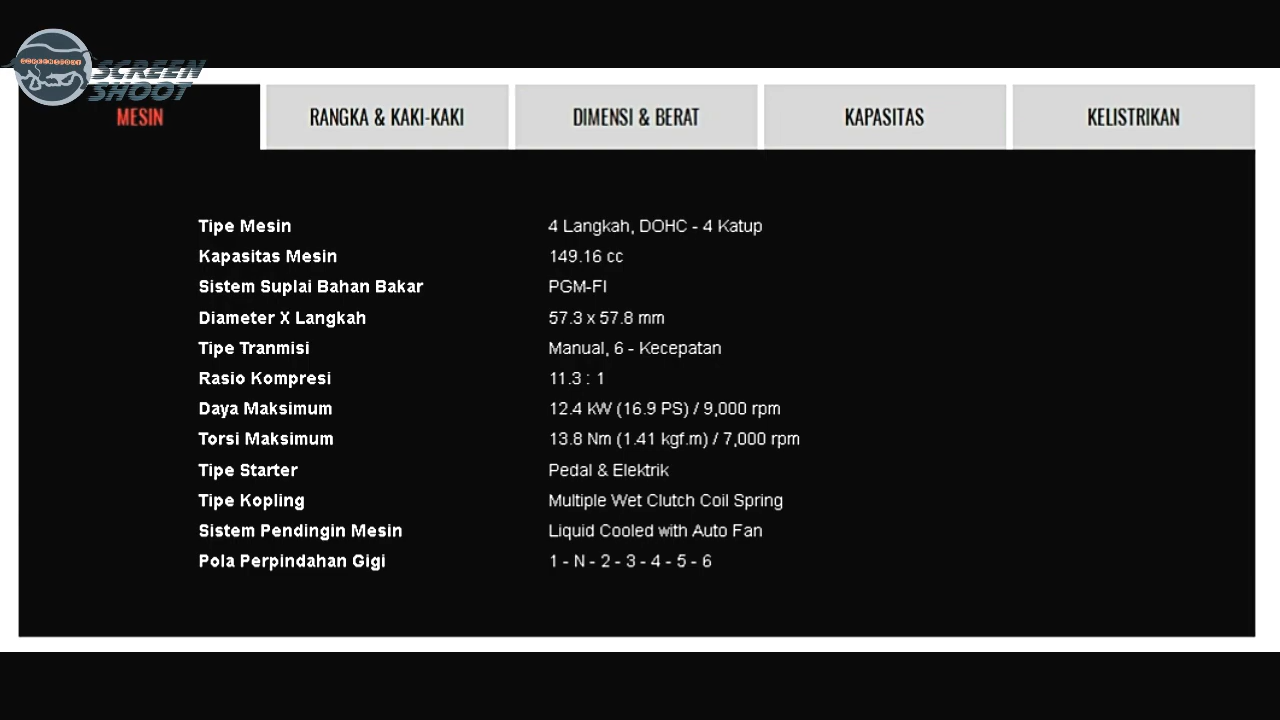 SCREENSHOOT
SCREEN
SHOOT
MESIN
RANGKA & KAKI-KAKI
DIMENSI & BERAT
KAPASITAS
KELISTRIKAN
Tipe Mesin 4 Langkah, DOHC - 4 Katup
Kapasitas Mesin 149.16 cc
Sistem Suplai Bahan Bakar PGM-FI
Diameter X Langkah 57.3 x 57.8 mm
Tipe Tranmisi Manual, 6 - Kecepatan
Rasio Kompresi 11.3 : 1
Daya Maksimum 12.4 kW (16.9 PS) / 9,000 rpm
Torsi Maksimum 13.8 Nm (1.41 kgf.m) / 7,000 rpm
Tipe Starter Pedal & Elektrik
Tipe Kopling Multiple Wet Clutch Coil Spring
Sistem Pendingin Mesin Liquid Cooled with Auto Fan
Pola Perpindahan Gigi 1 - N - 2 - 3 - 4 - 5 - 6